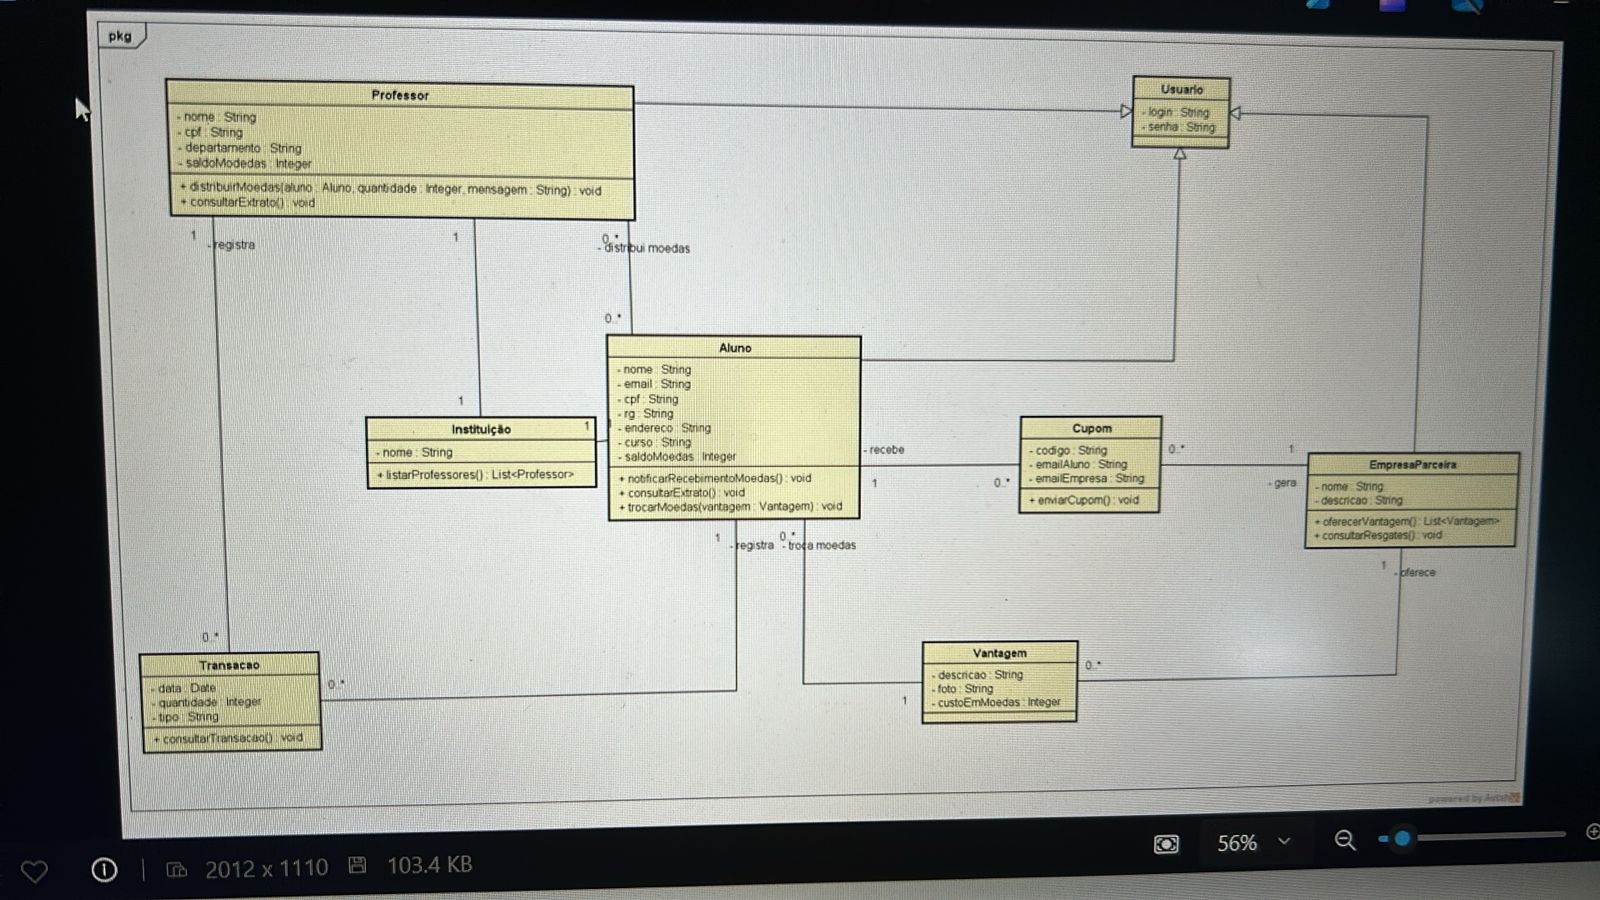 pkg
Professor
- nome : String
- cpf : String
- departamento : String
- saldoModedas : Integer
+ distribuirMoedas(aluno : Aluno, quantidade : Integer, mensagem : String) : void
+ consultarExtrato() : void
Usuario
- login : String
- senha : String
1
- registra
1
0..*
- distribui moedas
0..*
Aluno
- nome : String
- email : String
- cpf : String
- rg : String
- endereco : String
- curso : String
- saldoMoedas : Integer
+ notificarRecebimentoMoedas() : void
+ consultarExtrato() : void
+ trocarMoedas(vantagem : Vantagem) : void
1
Instituição
1
- nome : String
+ listarProfessores() : List<Professor>
- recebe
1
0..*
Cupom
- codigo : String
- emailAluno : String
- emailEmpresa : String
+ enviarCupom() : void
0..*
1
- gera
EmpresaParceira
- nome : String
- descricao : String
+ oferecerVantagem() : List<Vantagem>
+ consultarResgates() : void
1
- registra
0..*
- troca moedas
1
- oferece
0..*
Transacao
- data : Date
- quantidade : Integer
- tipo : String
+ consultarTransacao() : void
0..*
Vantagem
- descricao : String
- foto : String
- custoEmMoedas : Integer
0..*
1
powered by Astah
56%
2012 x 1110
103.4 KB